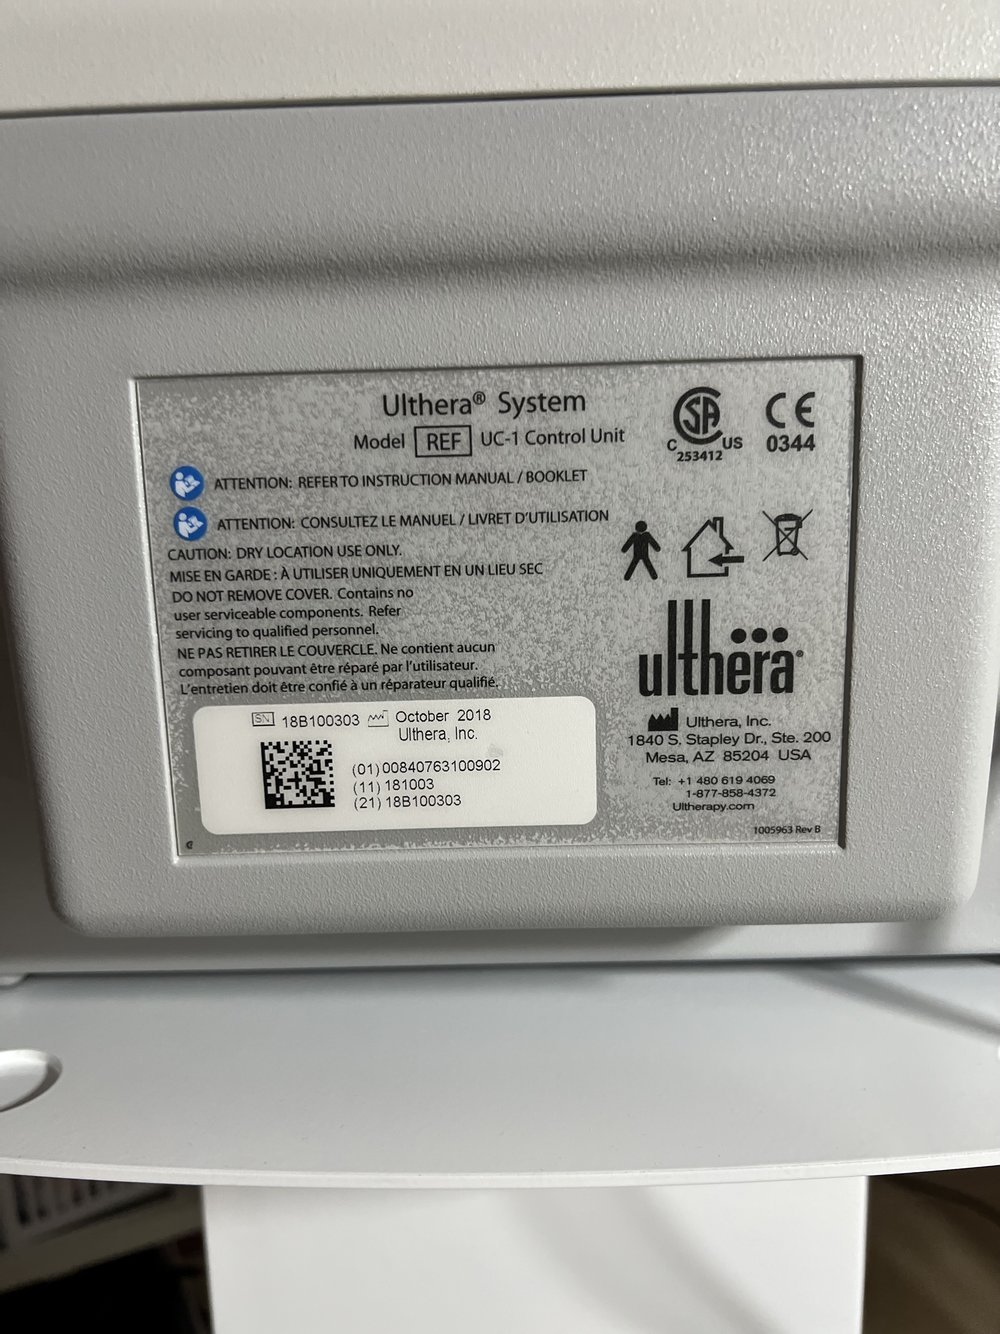 Ulthera® System
Model REF UC-1 Control Unit
C SA US
253412
CE
0344
ATTENTION: REFER TO INSTRUCTION MANUAL / BOOKLET
ATTENTION: CONSULTEZ LE MANUEL / LIVRET D'UTILISATION
CAUTION: DRY LOCATION USE ONLY.
MISE EN GARDE : À UTILISER UNIQUEMENT EN UN LIEU SEC
DO NOT REMOVE COVER. Contains no
user serviceable components. Refer
servicing to qualified personnel.
NE PAS RETIRER LE COUVERCLE. Ne contient aucun
composant pouvant être réparé par l'utilisateur.
L'entretien doit être confié à un réparateur qualifié.
SN 18B100303 October 2018
Ulthera, Inc.
(01)00840763100902
(11) 181003
(21) 18B100303
ulthera®
Ulthera, Inc.
1840 S. Stapley Dr., Ste. 200
Mesa, AZ 85204 USA
Tel: +1 480 619 4069
1-877-858-4372
Ultherapy.com
1005963 Rev B